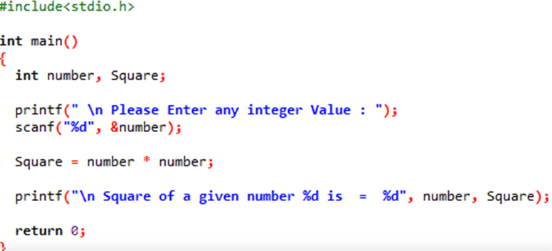 #include<stdio.h>
int main()
{
int number, Square;
printf(" \n Please Enter any integer Value : ");
scanf("%d", &number);
Square = number * number;
printf("\n Square of a given number %d is  =  %d", number, Square);
return 0;
}